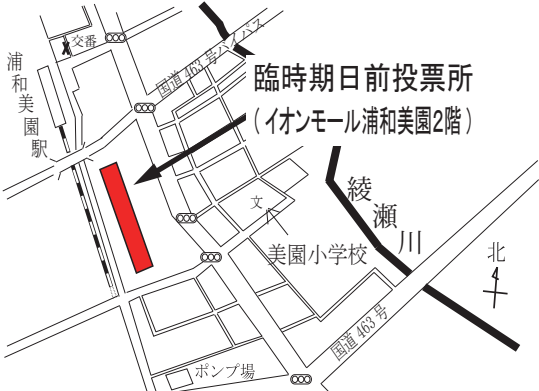 交番
浦和美園駅
国道463号バイパス
臨時期日前投票所
(イオンモール浦和美園2階)
文
美園小学校
綾瀬川
北
国道463号
ポンプ場